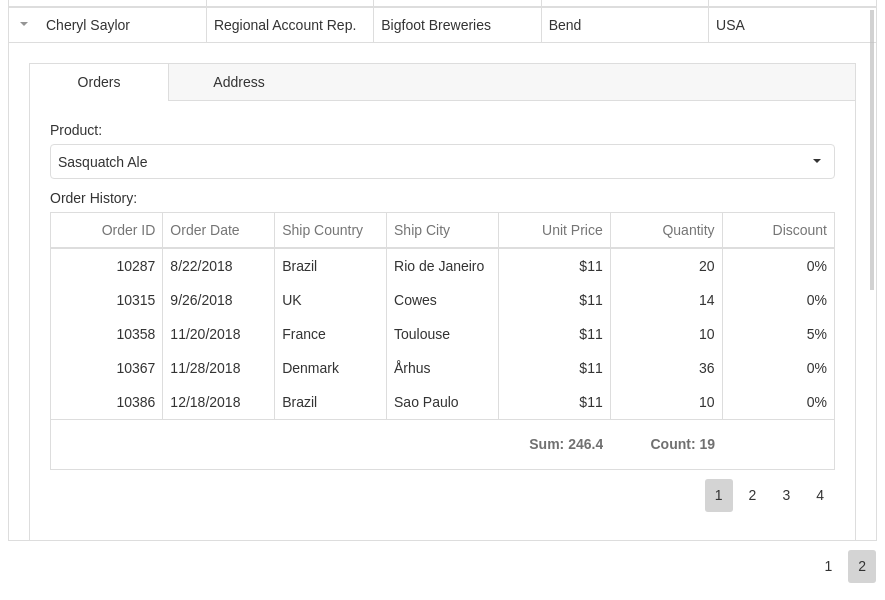 Cheryl Saylor Regional Account Rep. Bigfoot Breweries Bend USA
Orders Address
Product:
Sasquatch Ale
Order History:
Order ID Order Date Ship Country Ship City Unit Price Quantity Discount
10287 8/22/2018 Brazil Rio de Janeiro $11 20 0%
10315 9/26/2018 UK Cowes $11 14 0%
10358 11/20/2018 France Toulouse $11 10 5%
10367 11/28/2018 Denmark Århus $11 36 0%
10386 12/18/2018 Brazil Sao Paulo $11 10 0%
Sum: 246.4 Count: 19
1 2 3 4
1 2